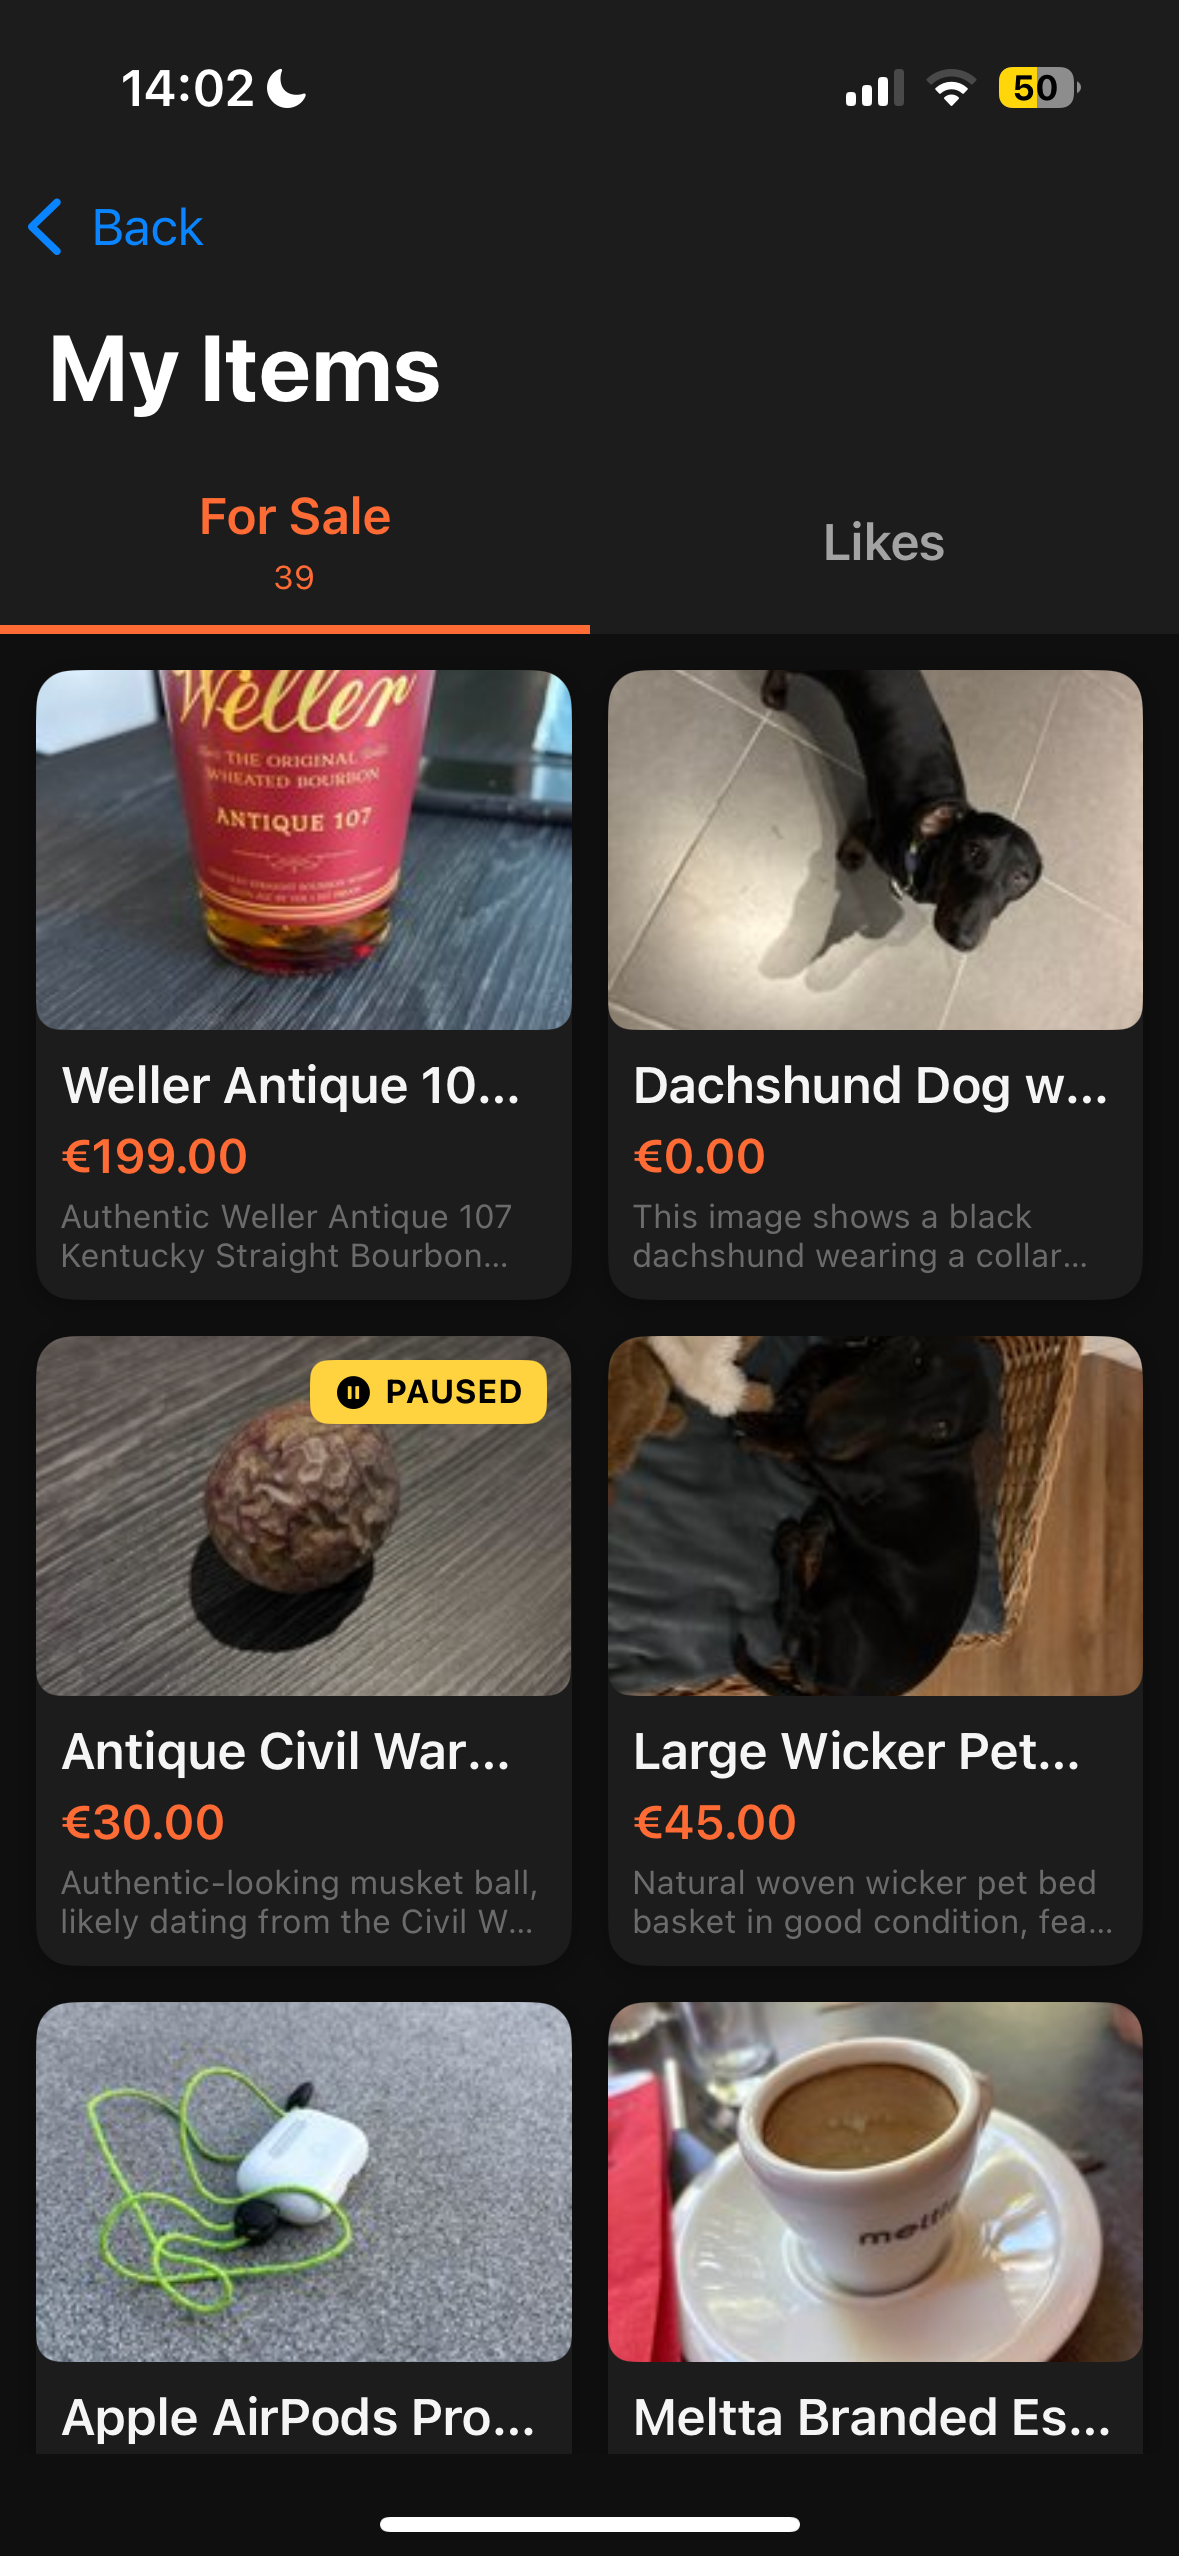 14:02
50
Back
My Items
For Sale
39
Likes
Weller
THE ORIGINAL
WHEATED BOURBON
ANTIQUE 107
Weller Antique 10...
€199.00
Authentic Weller Antique 107
Kentucky Straight Bourbon...
Dachshund Dog w...
€0.00
This image shows a black
dachshund wearing a collar...
PAUSED
Antique Civil War...
€30.00
Authentic-looking musket ball,
likely dating from the Civil W...
Large Wicker Pet...
€45.00
Natural woven wicker pet bed
basket in good condition, fea...
Apple AirPods Pro...
Meltta Branded Es...